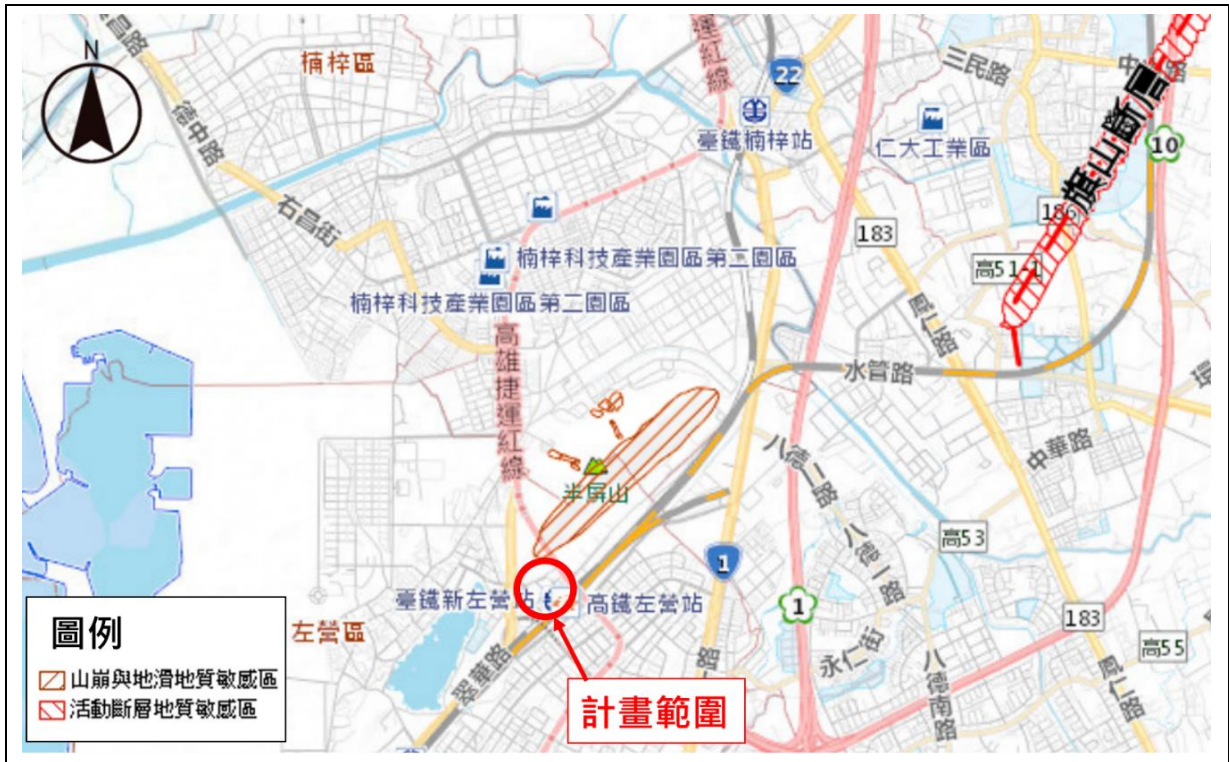 N
楠梓區
德中路
右昌街
22
三民路
臺鐵楠梓站
仁大工業區
旗山斷層
10
186
183
高51-1
楠梓科技產業園區第三園區
楠梓科技產業園區第二園區
高雄捷運紅線
鳳仁路
水管路
中華路
半屏山
八德二路
八德一路
高53
1
臺鐵新左營站
高鐵左營站
1
183
左營區
翠華路
永仁街
八德南路
鳳仁路
高55
計畫範圍
圖例
山崩與地滑地質敏感區
活動斷層地質敏感區